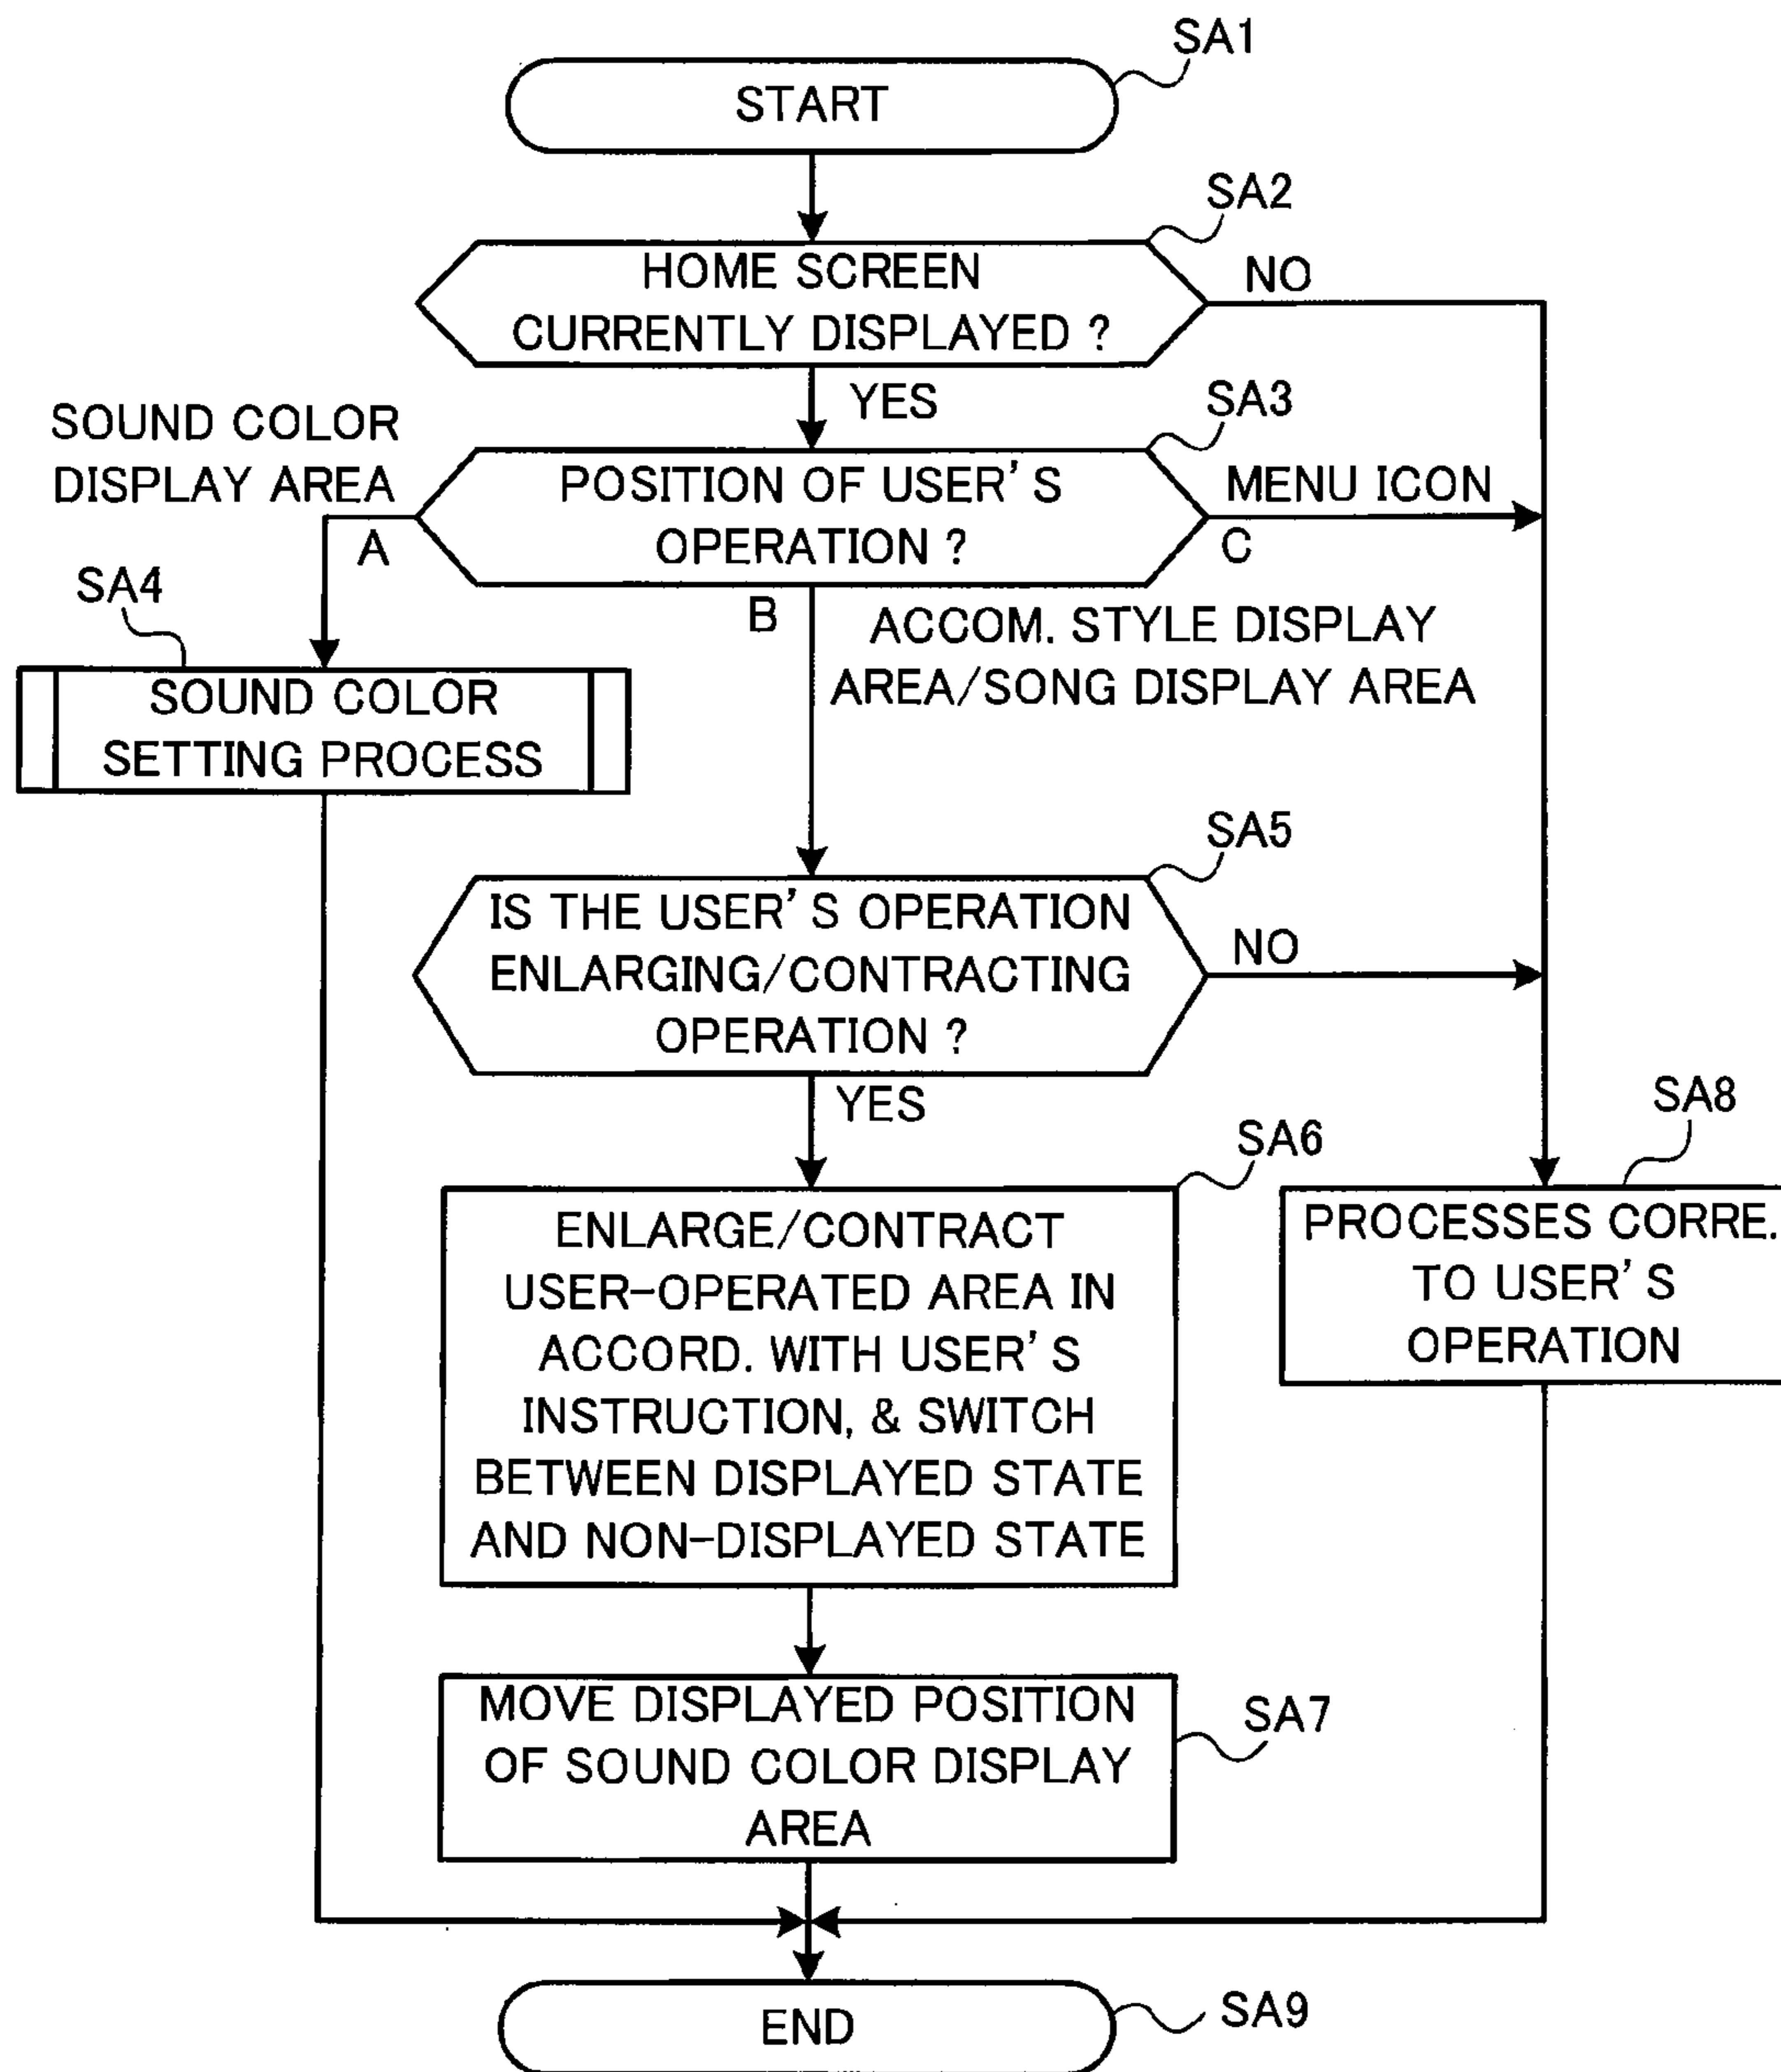 SA1
START
SA2
HOME SCREEN
CURRENTLY DISPLAYED ?
NO
YES
SA3
SOUND COLOR
DISPLAY AREA
POSITION OF USER'S
OPERATION ?
MENU ICON
A
C
B
SA4
ACCOM. STYLE DISPLAY
AREA/SONG DISPLAY AREA
SOUND COLOR
SETTING PROCESS
SA5
IS THE USER'S OPERATION
ENLARGING/CONTRACTING
OPERATION ?
NO
YES
SA8
SA6
PROCESSES CORRE.
TO USER'S
OPERATION
ENLARGE/CONTRACT
USER-OPERATED AREA IN
ACCORD. WITH USER'S
INSTRUCTION, & SWITCH
BETWEEN DISPLAYED STATE
AND NON-DISPLAYED STATE
MOVE DISPLAYED POSITION
OF SOUND COLOR DISPLAY
AREA
SA7
END
SA9